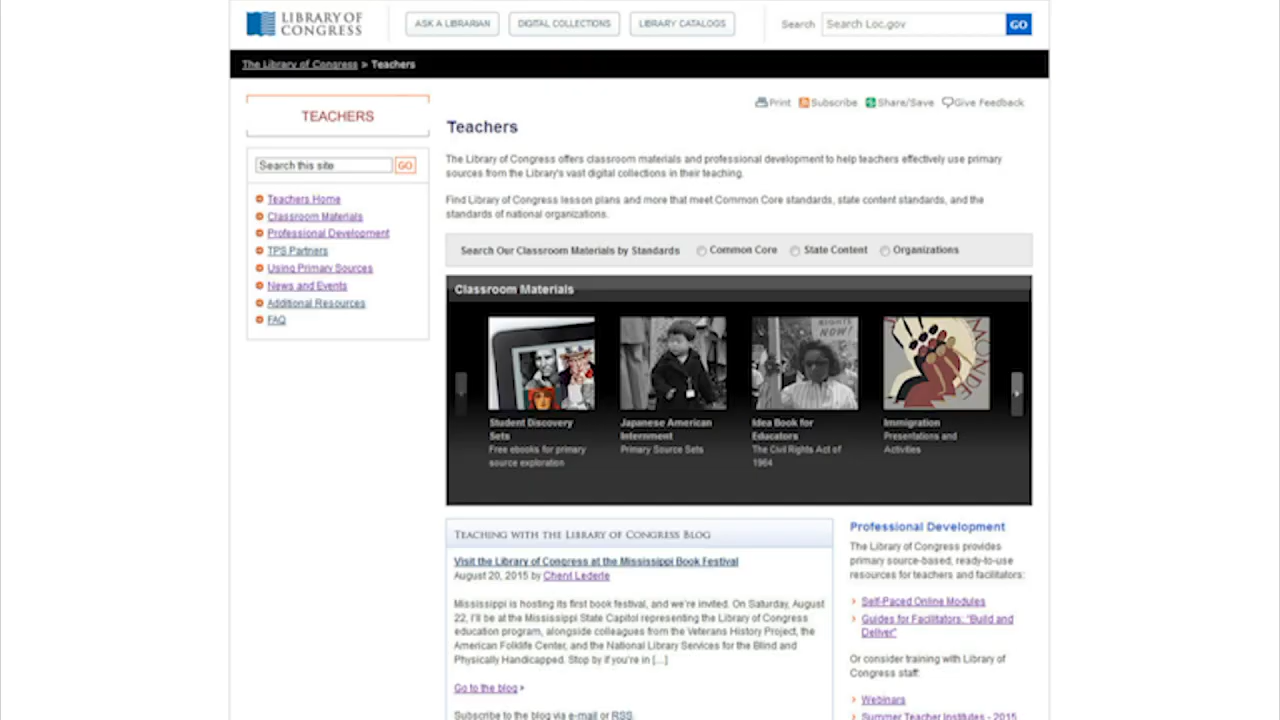 LIBRARY OF
CONGRESS
ASK A LIBRARIAN
DIGITAL COLLECTIONS
LIBRARY CATALOGS
Search
Search Loc.gov
GO
The Library of Congress » Teachers
Print
Subscribe
Share/Save
Give Feedback
TEACHERS
Search this site
GO
Teachers Home
Classroom Materials
Professional Development
TPS Partners
Using Primary Sources
News and Events
Additional Resources
FAQ
Teachers
The Library of Congress offers classroom materials and professional development to help teachers effectively use primary
sources from the Library's vast digital collections in their teaching.
Find Library of Congress lesson plans and more that meet Common Core standards, state content standards, and the
standards of national organizations.
Search Our Classroom Materials by Standards
Common Core
State Content
Organizations
Classroom Materials
RIGHTS
NOW!
MONDE
Student Discovery
Sets
Free ebooks for primary
source exploration
Japanese American
Internment
Primary Source Sets
Idea Book for
Educators
The Civil Rights Act of
1964
Immigration
Presentations and
Activities
TEACHING WITH THE LIBRARY OF CONGRESS BLOG
Visit the Library of Congress at the Mississippi Book Festival
August 20, 2015 by Cheryl Lederle
Mississippi is hosting its first book festival, and we're invited. On Saturday, August
22, I'll be at the Mississippi State Capitol representing the Library of Congress
education program, alongside colleagues from the Veterans History Project, the
American Folklife Center, and the National Library Services for the Blind and
Physically Handicapped. Stop by if you're in [...]
Go to the blog
Subscribe to the blog via e-mail or RSS.
Professional Development
The Library of Congress provides
primary source-based, ready-to-use
resources for teachers and facilitators:
Self-Paced Online Modules
Guides for Facilitators: "Build and
Deliver"
Or consider training with Library of
Congress staff:
Webinars
Summer Teacher Institutes - 2015